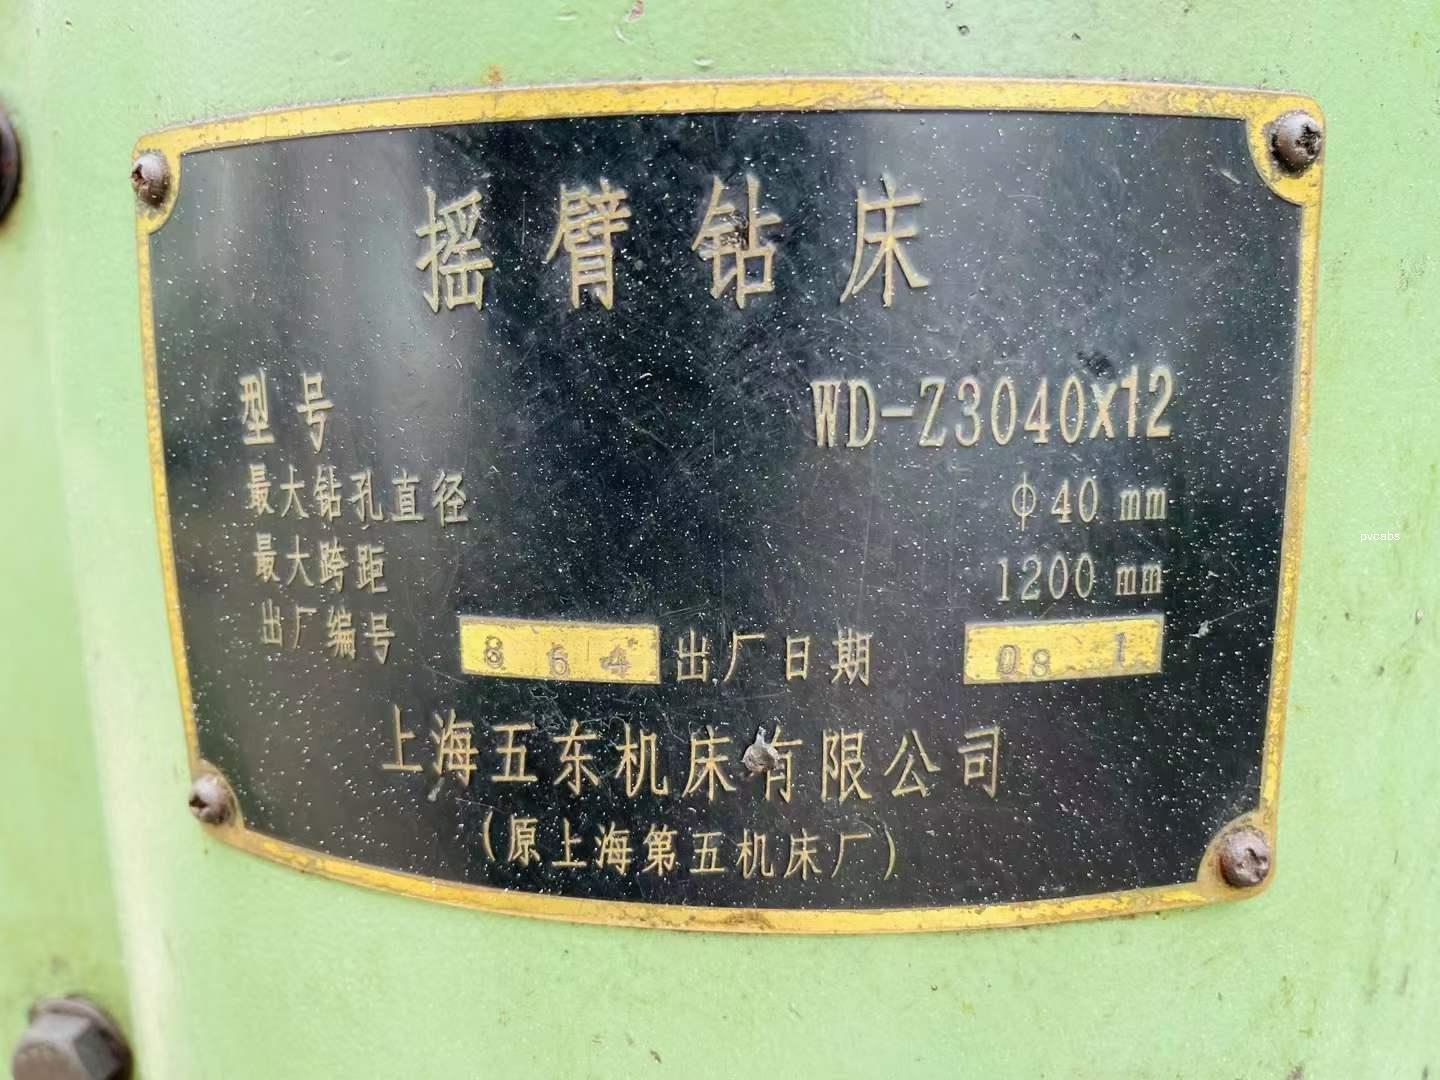 摇臂钻床
型号 WD-Z3040x12
最大钻孔直径 φ40 mm
最大跨距 1200 mm
出厂编号 864 出厂日期 08 1
上海五东机床有限公司
(原上海第五机床厂)
pvcabs